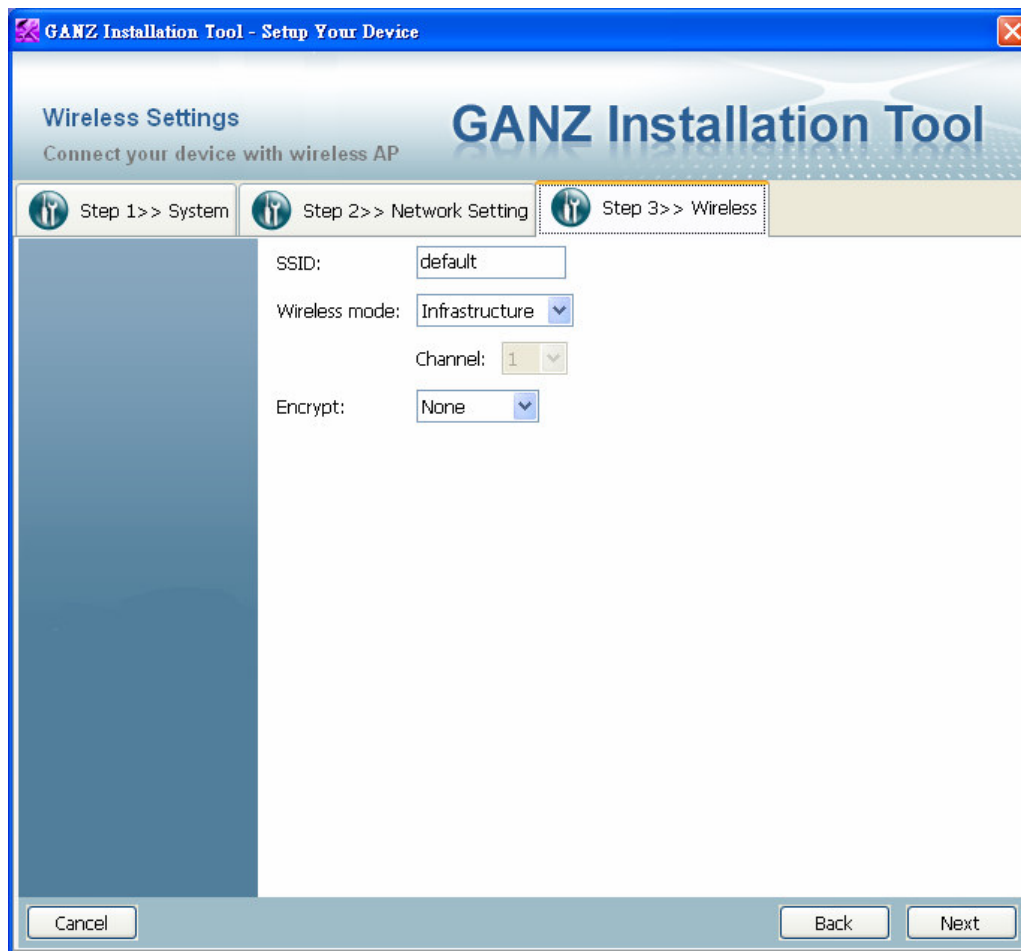 GANZ Installation Tool - Setup Your Device
Wireless Settings
Connect your device with wireless AP
GANZ Installation Tool
Step 1>> System
Step 2>> Network Setting
Step 3>> Wireless
SSID: default
Wireless mode: Infrastructure
Channel: 1
Encrypt: None
Cancel
Back
Next